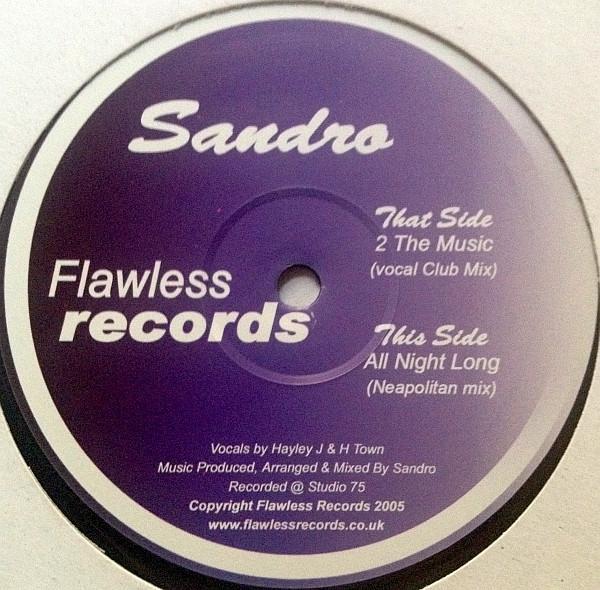 Sandro
Flawless
records
That Side
2 The Music
(vocal Club Mix)
This Side
All Night Long
(Neapolitan mix)
Vocals by Hayley J & H Town
Music Produced, Arranged & Mixed By Sandro
Recorded @ Studio 75
Copyright Flawless Records 2005
www.flawlessrecords.co.uk